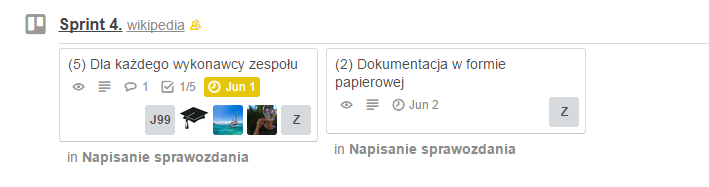 Sprint 4. wikipedia
(5) Dla każdego wykonawcy zespołu
1 1/5 Jun 1
J99 Z
in Napisanie sprawozdania
(2) Dokumentacja w formie
papierowej
Jun 2
Z
in Napisanie sprawozdania